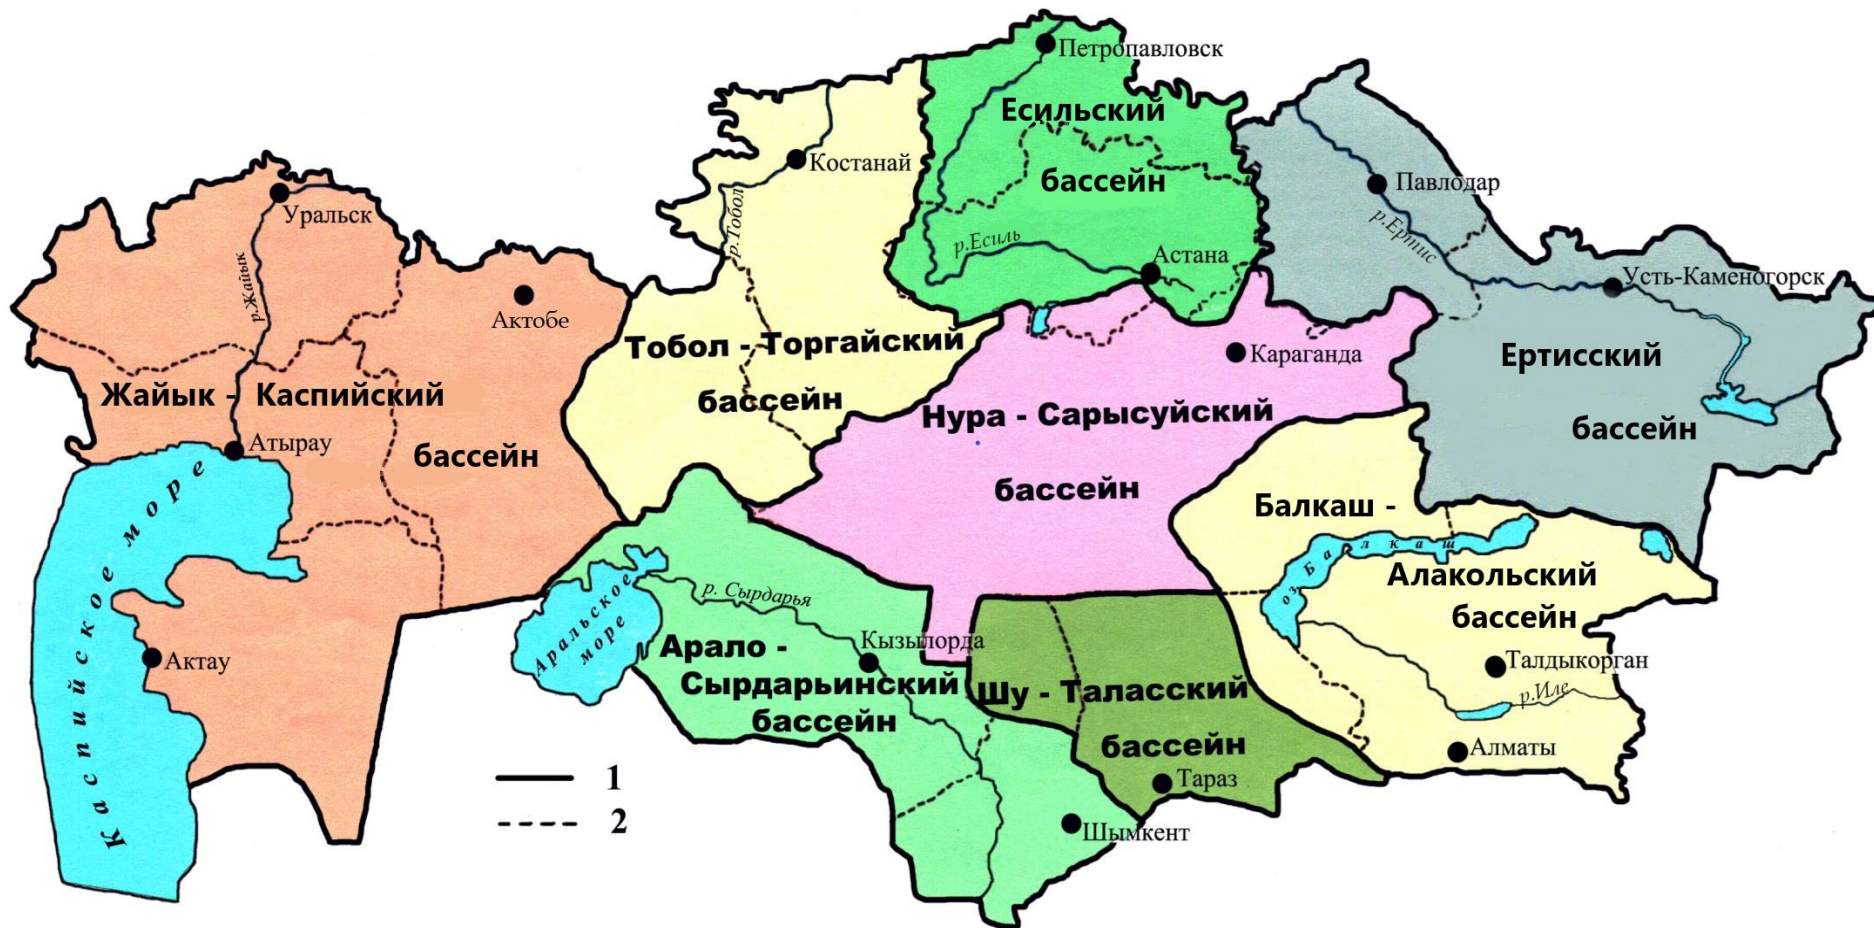 Петропавловск
Есильский
бассейн
Костанай
р.Тобол
р.Есиль
Астана
Павлодар
р.Ертис
Усть-Каменогорск
Ертисский
бассейн
Уральск
р.Жайык
Актобе
Жайык - Каспийский
бассейн
Атырау
Тобол - Торгайский
бассейн
Караганда
Нура - Сарысуйский
бассейн
Балкаш -
Алакольский
бассейн
оз Балкаш
Талдыкорган
р.Иле
Алматы
Каспийское море
Актау
Аральское
море
р. Сырдарья
Кызылорда
Арало -
Сырдарьинский
бассейн
Шу - Таласский
бассейн
Тараз
Шымкент
1
2